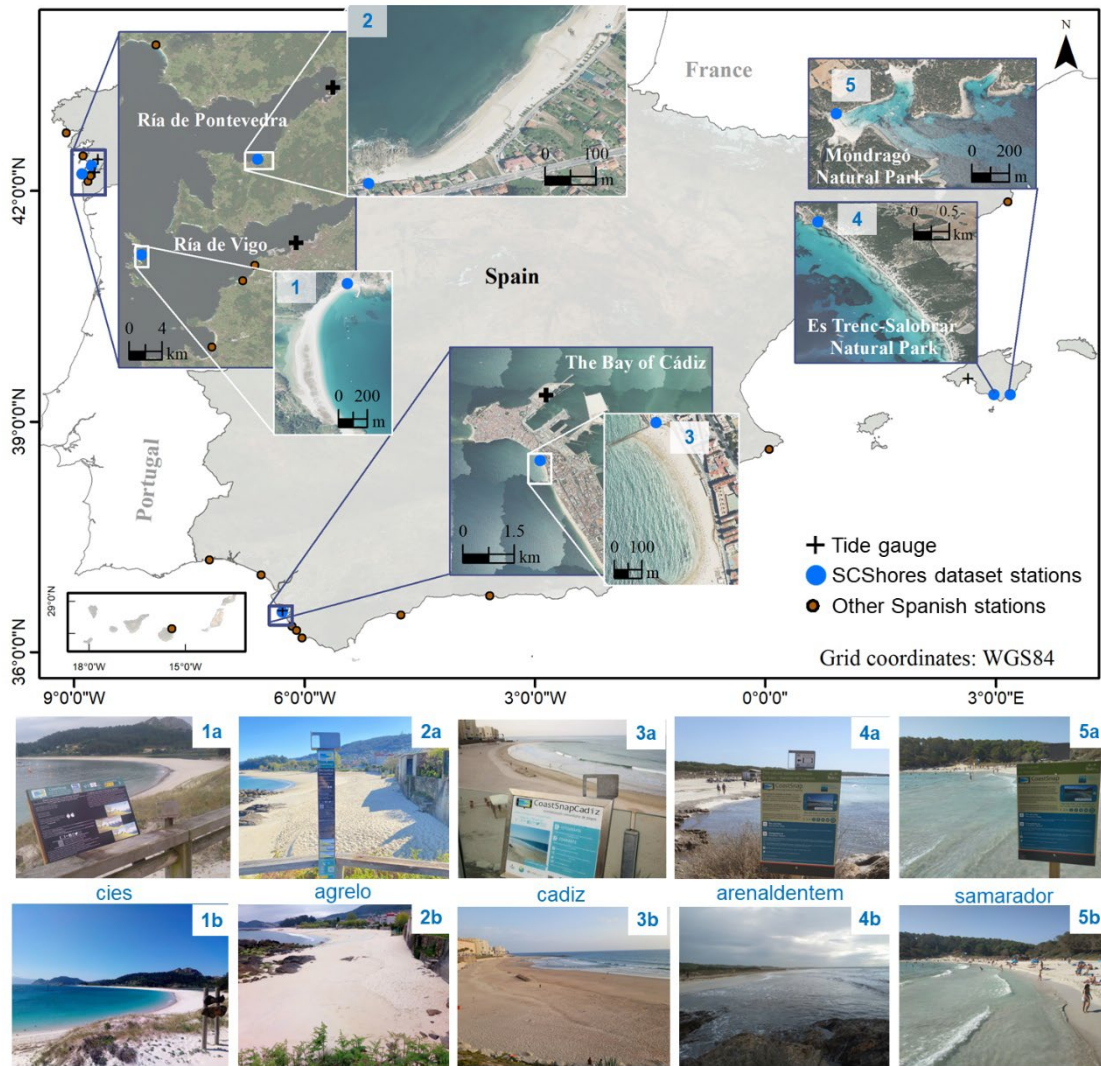 N
2
France
5
Ría de Pontevedra
0 100
m
Mondragó
Natural Park
0 200
m
42°0'0"N
Ría de Vigo
4
0 0.5
km
1
Spain
0 4
km
Es Trenc-Salobrar
Natural Park
0 200
m
The Bay of Cádiz
3
39°0'0"N
Portugal
0 1.5
km
0 100
m
Tide gauge
SCShores dataset stations
Other Spanish stations
29°N
18°0'W 15°0'W
36°0'0"N
Grid coordinates: WGS84
9°0'0"W 6°0'0"W 3°0'0"W 0°0'0" 3°0'0"E
1a 2a 3a 4a 5a
CoastSnapCadiz
cies agrelo cadiz arenaldentem samarador
1b 2b 3b 4b 5b